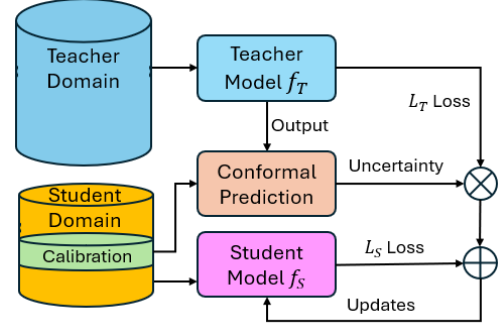 Teacher
Domain
Teacher
Model f_T
L_T Loss
Output
Conformal
Prediction
Uncertainty
Student
Domain
Calibration
Student
Model f_S
L_S Loss
Updates